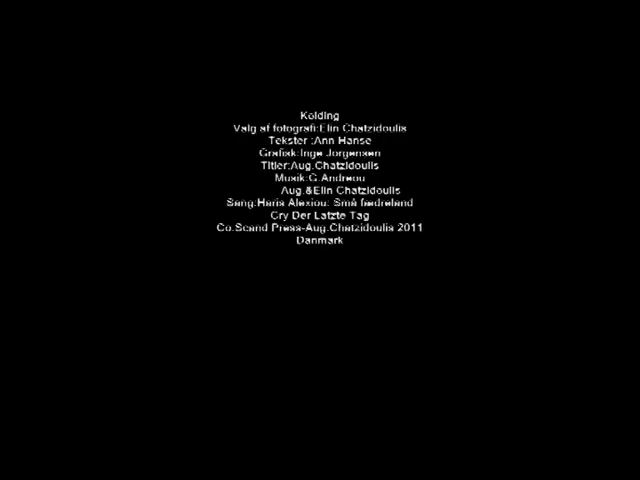 Kolding
Valg af fotografi:Elin Chatzidoulis
Tekster :Ann Hanse
Grafisk:Inge Jorgensen
Titler:Aug.Chatzidoulis
Musik:G.Andreou
Aug.&Elin Chatzidoulis
Sang:Haris Alexiou: Små fædreland
Cry Der Latzte Tag
Co.Scand Press-Aug.Chatzidoulis 2011
Danmark